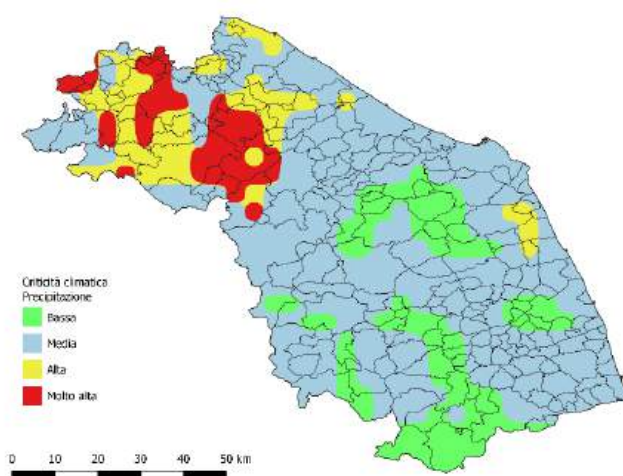 Criticità climatica
Precipitazione
Bassa
Media
Alta
Molto alta
0 10 20 30 40 50 km